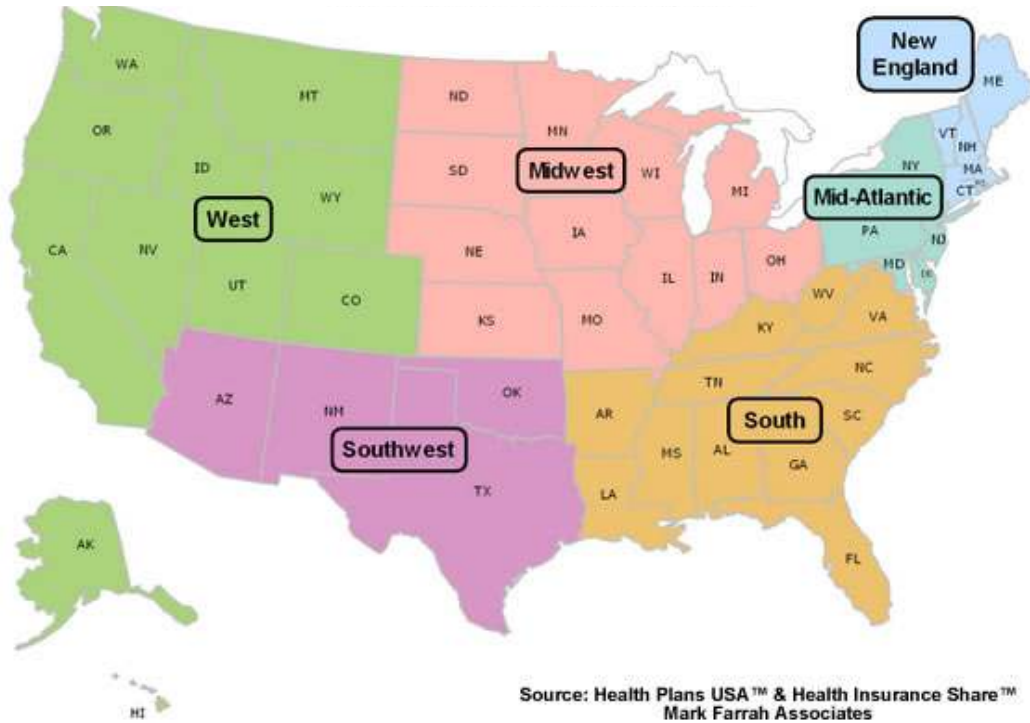 New
England
WA
MT
ND
MN
ME
OR
VT
NH
ID
SD
WI
NY
MA
Midwest
MI
CT
WY
West
Mid-Atlantic
IA
PA
NJ
CA
NV
NE
OH
MD
UT
CO
IL
IN
WV
KS
MO
KY
VA
NC
TN
AZ
NM
OK
AR
SC
South
Southwest
MS
AL
GA
TX
LA
AK
FL
HI
Source: Health Plans USA™ & Health Insurance Share™
Mark Farrah Associates